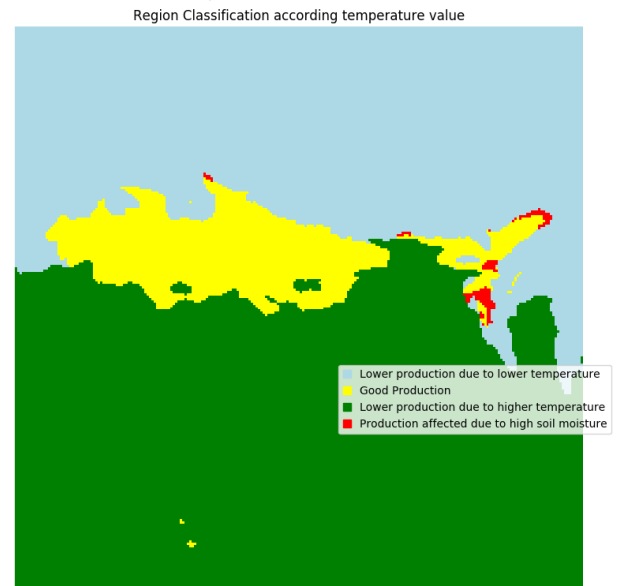 Region Classification according temperature value
Lower production due to lower temperature
Good Production
Lower production due to higher temperature
Production affected due to high soil moisture